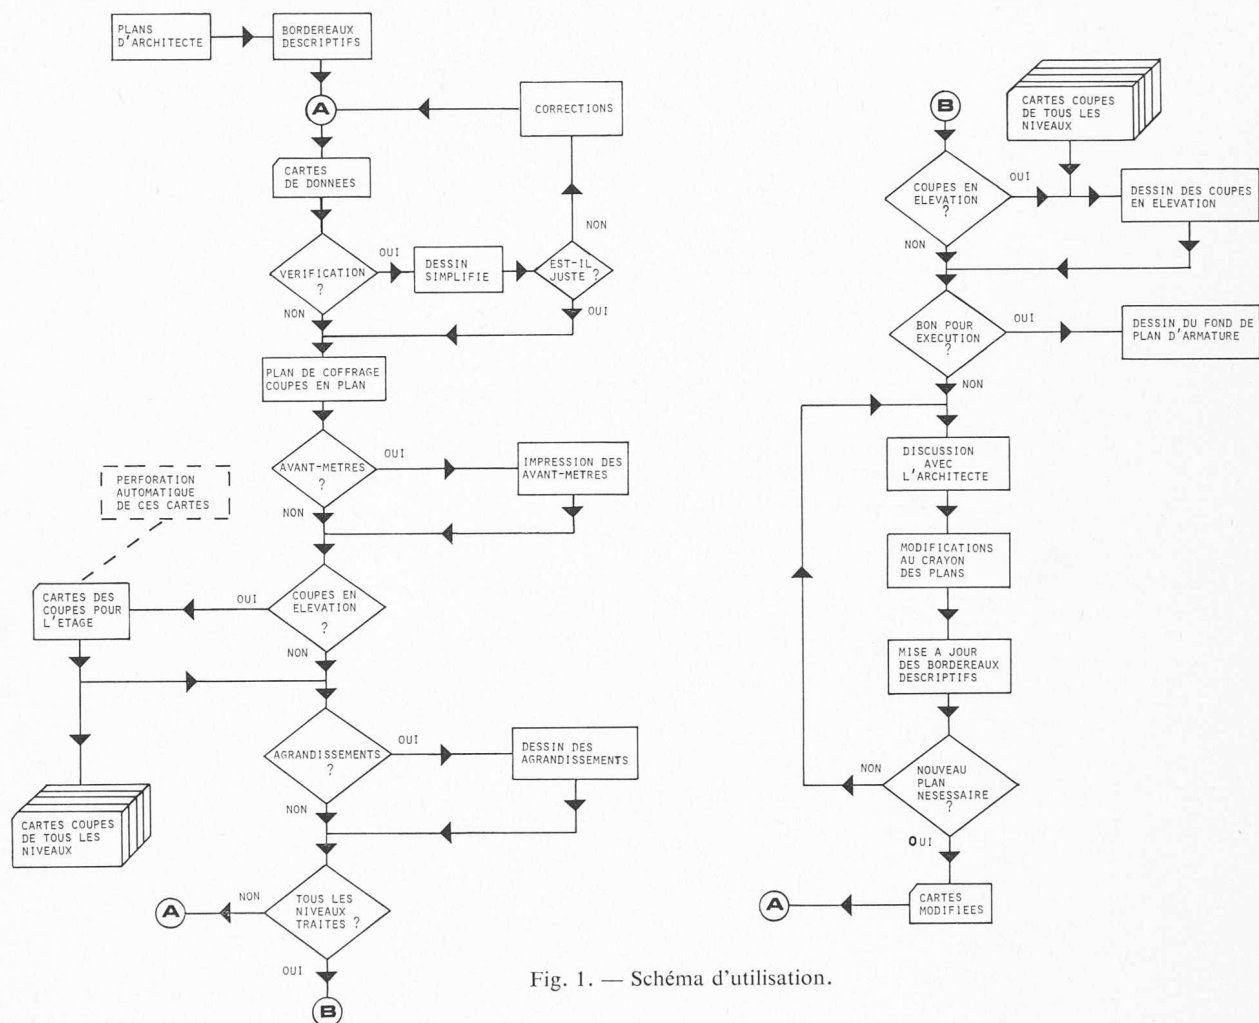 PLANS
D'ARCHITECTE
BORDEREAUX
DESCRIPTIFS
A
CORRECTIONS
CARTES
DE DONNEES
NON
VERIFICATION
?
OUI
DESSIN
SIMPLIFIE
EST-IL
JUSTE ?
NON
OUI
PLAN DE COFFRAGE
COUPES EN PLAN
AVANT-METRES
?
OUI
IMPRESSION DES
AVANT-METRES
NON
PERFORATION
AUTOMATIQUE
DE CES CARTES
CARTES DES
COUPES POUR
L'ETAGE
OUI
COUPES EN
ELEVATION
?
NON
AGRANDISSEMENTS
?
OUI
DESSIN DES
AGRANDISSEMENTS
NON
CARTES COUPES
DE TOUS LES
NIVEAUX
A
NON
TOUS LES
NIVEAUX
TRAITES ?
OUI
B
B
CARTES COUPES
DE TOUS LES
NIVEAUX
COUPES EN
ELEVATION
?
OUI
DESSIN DES COUPES
EN ELEVATION
NON
BON POUR
EXECUTION
?
OUI
DESSIN DU FOND DE
PLAN D'ARMATURE
NON
DISCUSSION
AVEC
L'ARCHITECTE
MODIFICATIONS
AU CRAYON
DES PLANS
MISE A JOUR
DES BORDEREAUX
DESCRIPTIFS
NON
NOUVEAU
PLAN
NESESSAIRE
?
OUI
A
CARTES
MODIFIEES
Fig. 1. — Schéma d'utilisation.